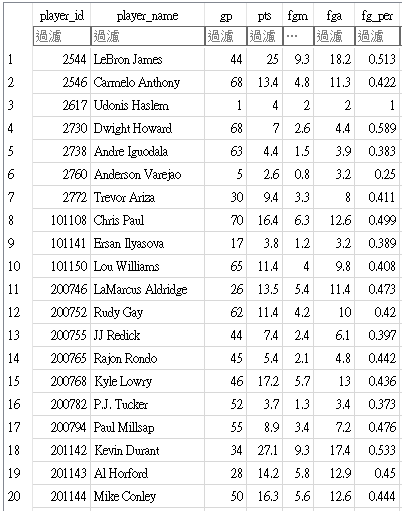 player_id player_name gp pts fgm fga fg_per
過濾 過濾 過濾 過濾 ... 過濾 過濾
1 2544 LeBron James 44 25 9.3 18.2 0.513
2 2546 Carmelo Anthony 68 13.4 4.8 11.3 0.422
3 2617 Udonis Haslem 1 4 2 2 1
4 2730 Dwight Howard 68 7 2.6 4.4 0.589
5 2738 Andre Iguodala 63 4.4 1.5 3.9 0.383
6 2760 Anderson Varejao 5 2.6 0.8 3.2 0.25
7 2772 Trevor Ariza 30 9.4 3.3 8 0.411
8 101108 Chris Paul 70 16.4 6.3 12.6 0.499
9 101141 Ersan Ilyasova 17 3.8 1.2 3.2 0.389
10 101150 Lou Williams 65 11.4 4 9.8 0.408
11 200746 LaMarcus Aldridge 26 13.5 5.4 11.4 0.473
12 200752 Rudy Gay 62 11.4 4.2 10 0.42
13 200755 JJ Redick 44 7.4 2.4 6.1 0.397
14 200765 Rajon Rondo 45 5.4 2.1 4.8 0.442
15 200768 Kyle Lowry 46 17.2 5.7 13 0.436
16 200782 P.J. Tucker 52 3.7 1.3 3.4 0.373
17 200794 Paul Millsap 55 8.9 3.4 7.2 0.476
18 201142 Kevin Durant 34 27.1 9.3 17.4 0.533
19 201143 Al Horford 28 14.2 5.8 12.9 0.45
20 201144 Mike Conley 50 16.3 5.6 12.6 0.444